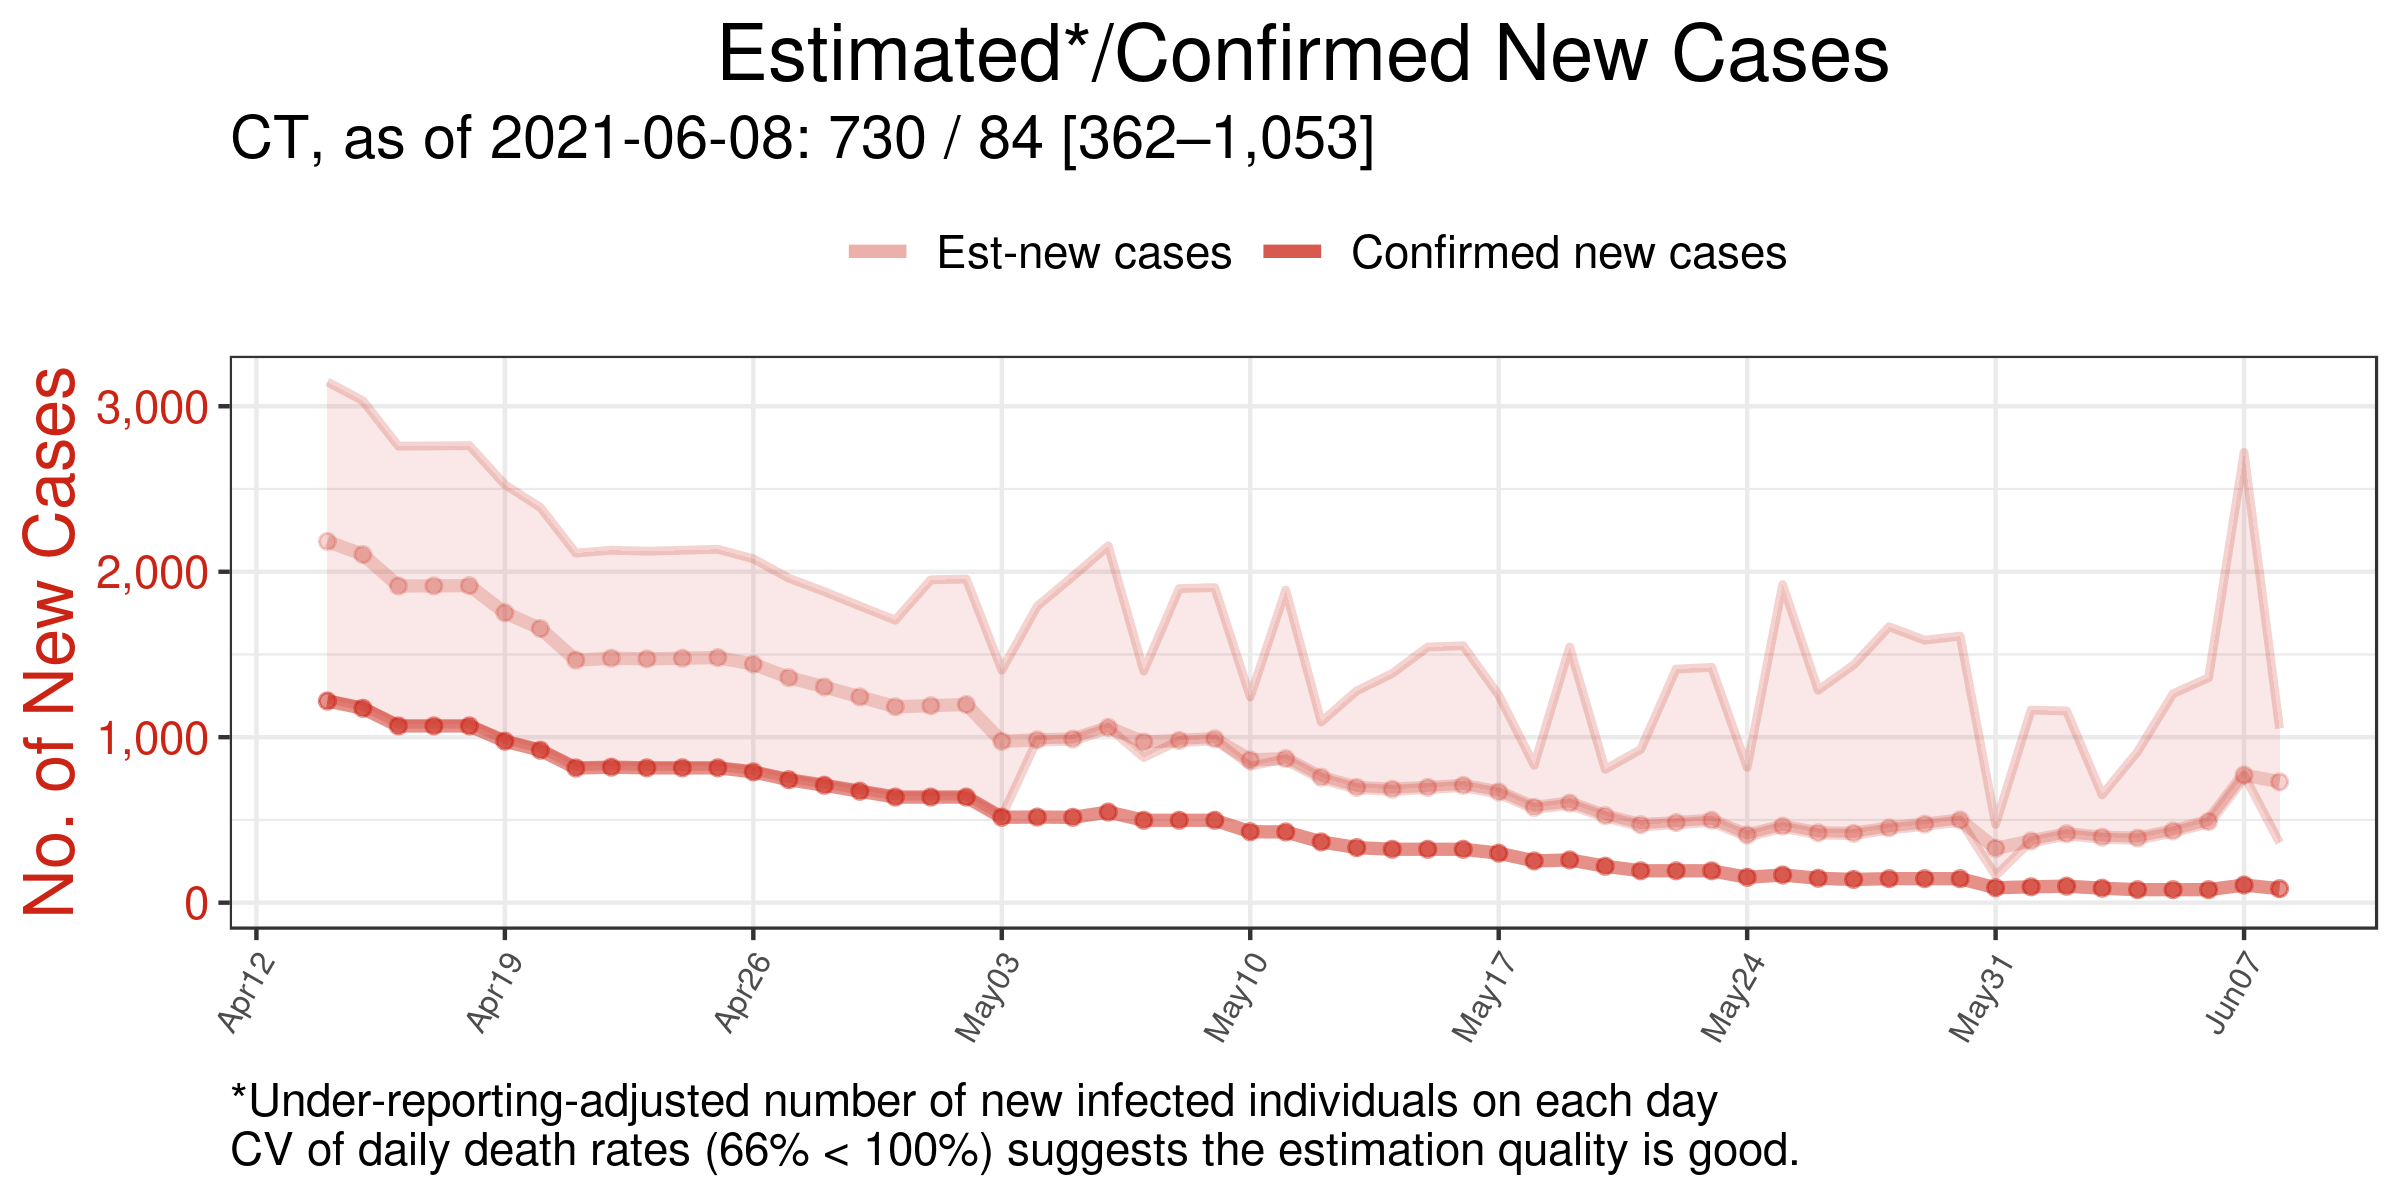 Estimated*/Confirmed New Cases
CT, as of 2021-06-08: 730 / 84 [362–1,053]
Est-new cases Confirmed new cases
No. of New Cases
3,000
2,000
1,000
0
Apr12 Apr19 Apr26 May03 May10 May17 May24 May31 Jun07
*Under-reporting-adjusted number of new infected individuals on each day
CV of daily death rates (66% < 100%) suggests the estimation quality is good.